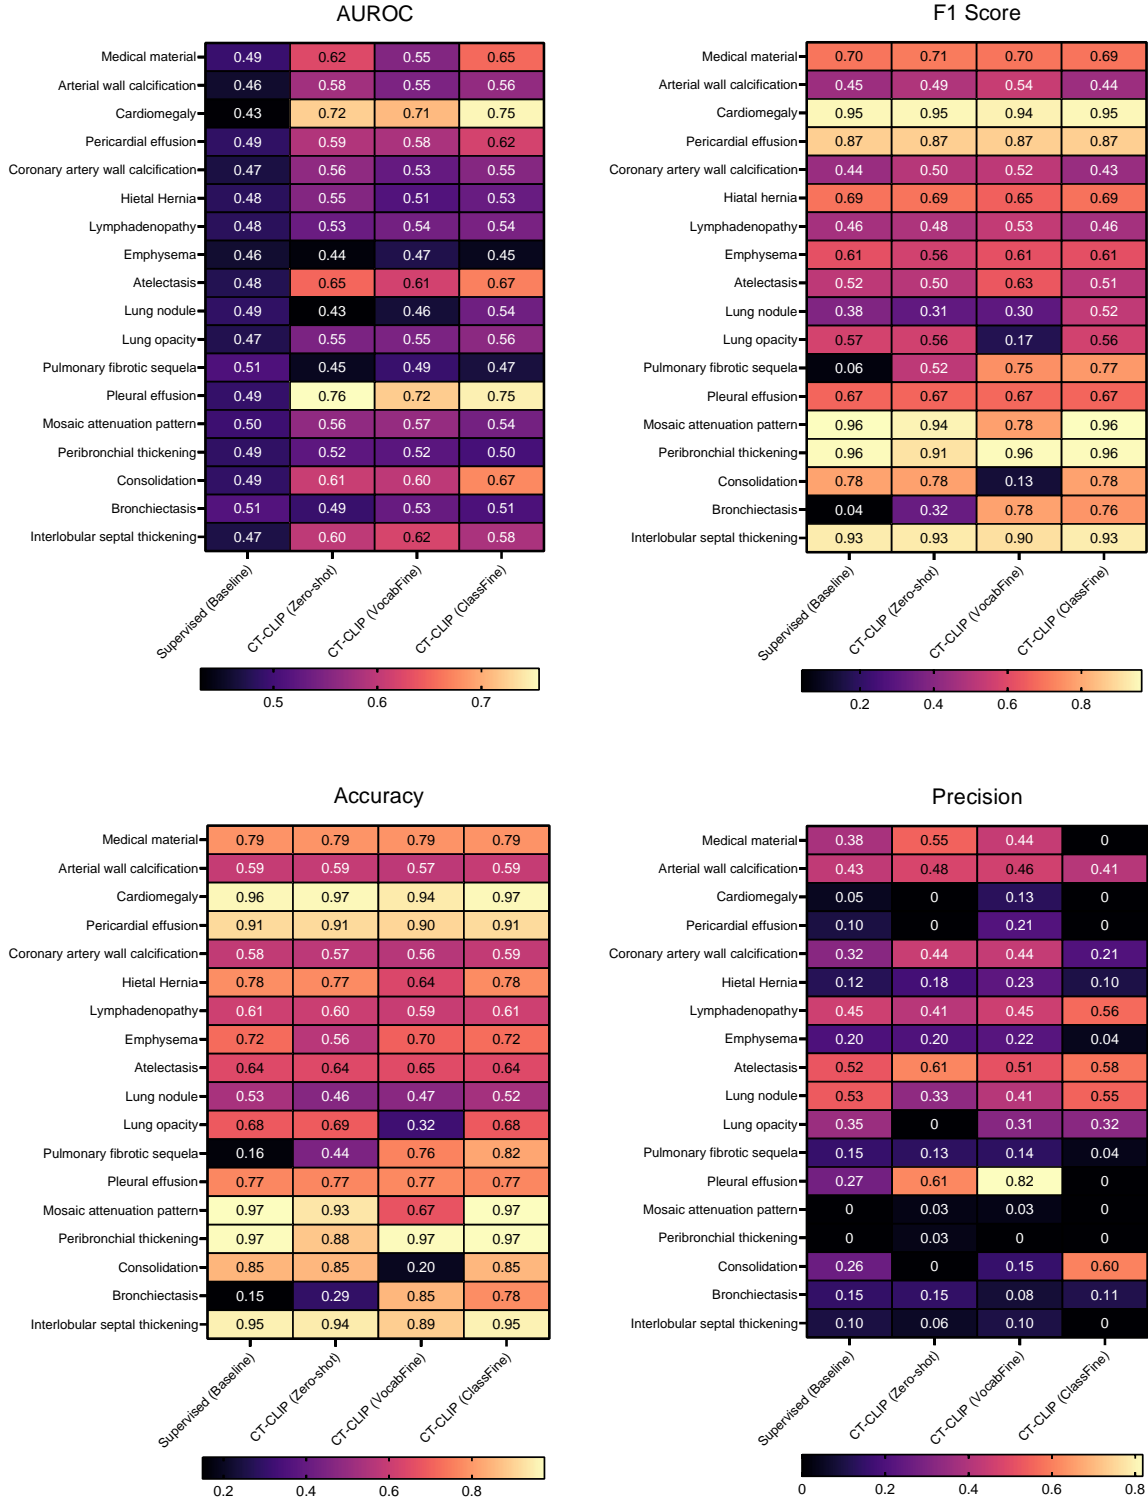 AUROC
Medical material 0.49 0.62 0.55 0.65
Arterial wall calcification 0.46 0.58 0.55 0.56
Cardiomegaly 0.43 0.72 0.71 0.75
Pericardial effusion 0.49 0.59 0.58 0.62
Coronary artery wall calcification 0.47 0.56 0.53 0.55
Hietal Hernia 0.48 0.55 0.51 0.53
Lymphadenopathy 0.48 0.53 0.54 0.54
Emphysema 0.46 0.44 0.47 0.45
Atelectasis 0.48 0.65 0.61 0.67
Lung nodule 0.49 0.43 0.46 0.54
Lung opacity 0.47 0.55 0.55 0.56
Pulmonary fibrotic sequela 0.51 0.45 0.49 0.47
Pleural effusion 0.49 0.76 0.72 0.75
Mosaic attenuation pattern 0.50 0.56 0.57 0.54
Peribronchial thickening 0.49 0.52 0.52 0.50
Consolidation 0.49 0.61 0.60 0.67
Bronchiectasis 0.51 0.49 0.53 0.51
Interlobular septal thickening 0.47 0.60 0.62 0.58
Supervised (Baseline)
CT-CLIP (Zero-shot)
CT-CLIP (VocabFine)
CT-CLIP (ClassFine)
0.5 0.6 0.7
F1 Score
Medical material 0.70 0.71 0.70 0.69
Arterial wall calcification 0.45 0.49 0.54 0.44
Cardiomegaly 0.95 0.95 0.94 0.95
Pericardial effusion 0.87 0.87 0.87 0.87
Coronary artery wall calcification 0.44 0.50 0.52 0.43
Hiatal hernia 0.69 0.69 0.65 0.69
Lymphadenopathy 0.46 0.48 0.53 0.46
Emphysema 0.61 0.56 0.61 0.61
Atelectasis 0.52 0.50 0.63 0.51
Lung nodule 0.38 0.31 0.30 0.52
Lung opacity 0.57 0.56 0.17 0.56
Pulmonary fibrotic sequela 0.06 0.52 0.75 0.77
Pleural effusion 0.67 0.67 0.67 0.67
Mosaic attenuation pattern 0.96 0.94 0.78 0.96
Peribronchial thickening 0.96 0.91 0.96 0.96
Consolidation 0.78 0.78 0.13 0.78
Bronchiectasis 0.04 0.32 0.78 0.76
Interlobular septal thickening 0.93 0.93 0.90 0.93
Supervised (Baseline)
CT-CLIP (Zero-shot)
CT-CLIP (VocabFine)
CT-CLIP (ClassFine)
0.2 0.4 0.6 0.8
Accuracy
Medical material 0.79 0.79 0.79 0.79
Arterial wall calcification 0.59 0.59 0.57 0.59
Cardiomegaly 0.96 0.97 0.94 0.97
Pericardial effusion 0.91 0.91 0.90 0.91
Coronary artery wall calcification 0.58 0.57 0.56 0.59
Hietal Hernia 0.78 0.77 0.64 0.78
Lymphadenopathy 0.61 0.60 0.59 0.61
Emphysema 0.72 0.56 0.70 0.72
Atelectasis 0.64 0.64 0.65 0.64
Lung nodule 0.53 0.46 0.47 0.52
Lung opacity 0.68 0.69 0.32 0.68
Pulmonary fibrotic sequela 0.16 0.44 0.76 0.82
Pleural effusion 0.77 0.77 0.77 0.77
Mosaic attenuation pattern 0.97 0.93 0.67 0.97
Peribronchial thickening 0.97 0.88 0.97 0.97
Consolidation 0.85 0.85 0.20 0.85
Bronchiectasis 0.15 0.29 0.85 0.78
Interlobular septal thickening 0.95 0.94 0.89 0.95
Supervised (Baseline)
CT-CLIP (Zero-shot)
CT-CLIP (VocabFine)
CT-CLIP (ClassFine)
0.2 0.4 0.6 0.8
Precision
Medical material 0.38 0.55 0.44 0
Arterial wall calcification 0.43 0.48 0.46 0.41
Cardiomegaly 0.05 0 0.13 0
Pericardial effusion 0.10 0 0.21 0
Coronary artery wall calcification 0.32 0.44 0.44 0.21
Hietal Hernia 0.12 0.18 0.23 0.10
Lymphadenopathy 0.45 0.41 0.45 0.56
Emphysema 0.20 0.20 0.22 0.04
Atelectasis 0.52 0.61 0.51 0.58
Lung nodule 0.53 0.33 0.41 0.55
Lung opacity 0.35 0 0.31 0.32
Pulmonary fibrotic sequela 0.15 0.13 0.14 0.04
Pleural effusion 0.27 0.61 0.82 0
Mosaic attenuation pattern 0 0.03 0.03 0
Peribronchial thickening 0 0.03 0 0
Consolidation 0.26 0 0.15 0.60
Bronchiectasis 0.15 0.15 0.08 0.11
Interlobular septal thickening 0.10 0.06 0.10 0
Supervised (Baseline)
CT-CLIP (Zero-shot)
CT-CLIP (VocabFine)
CT-CLIP (ClassFine)
0 0.2 0.4 0.6 0.8